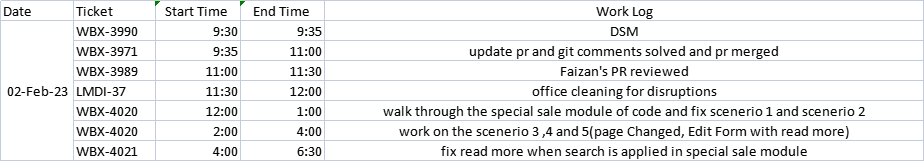 Date Ticket Start Time End Time Work Log
WBX-3990 9:30 9:35 DSM
WBX-3971 9:35 11:00 update pr and git comments solved and pr merged
WBX-3989 11:00 11:30 Faizan's PR reviewed
02-Feb-23 LMDI-37 11:30 12:00 office cleaning for disruptions
WBX-4020 12:00 1:00 walk through the special sale module of code and fix scenerio 1 and scenerio 2
WBX-4020 2:00 4:00 work on the scenerio 3 ,4 and 5(page Changed, Edit Form with read more)
WBX-4021 4:00 6:30 fix read more when search is applied in special sale module